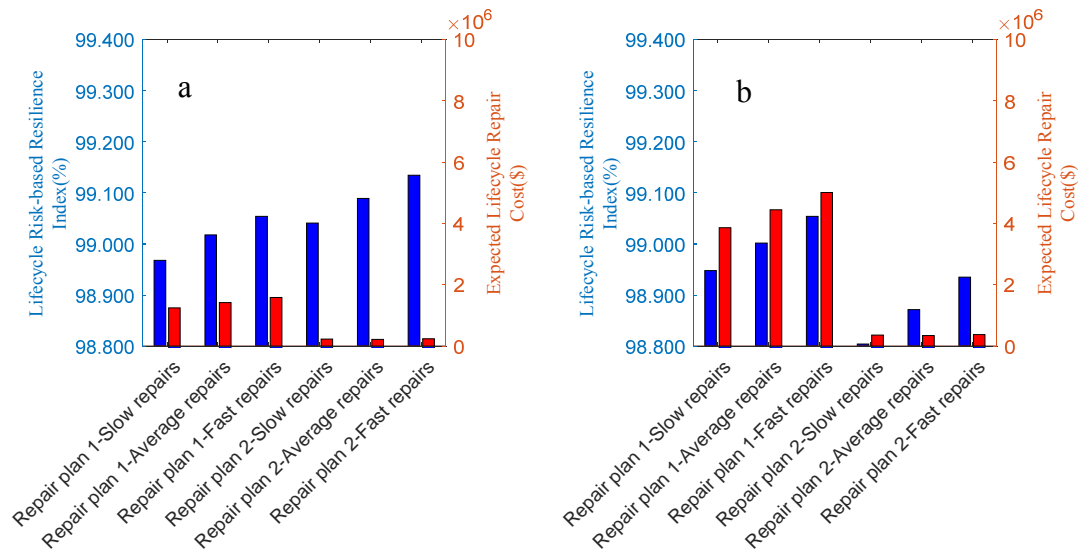 ×10⁶
99.400
99.300
99.200
99.100
99.000
98.900
98.800
Lifecycle Risk-based Resilience
Index(%)
a
10
8
6
4
2
0
Expected Lifecycle Repair
Cost($)
Repair plan 1-Slow repairs
Repair plan 1-Average repairs
Repair plan 1-Fast repairs
Repair plan 2-Slow repairs
Repair plan 2-Average repairs
Repair plan 2-Fast repairs
×10⁶
99.400
99.300
99.200
99.100
99.000
98.900
98.800
Lifecycle Risk-based Resilience
Index(%)
b
10
8
6
4
2
0
Expected Lifecycle Repair
Cost($)
Repair plan 1-Slow repairs
Repair plan 1-Average repairs
Repair plan 1-Fast repairs
Repair plan 2-Slow repairs
Repair plan 2-Average repairs
Repair plan 2-Fast repairs